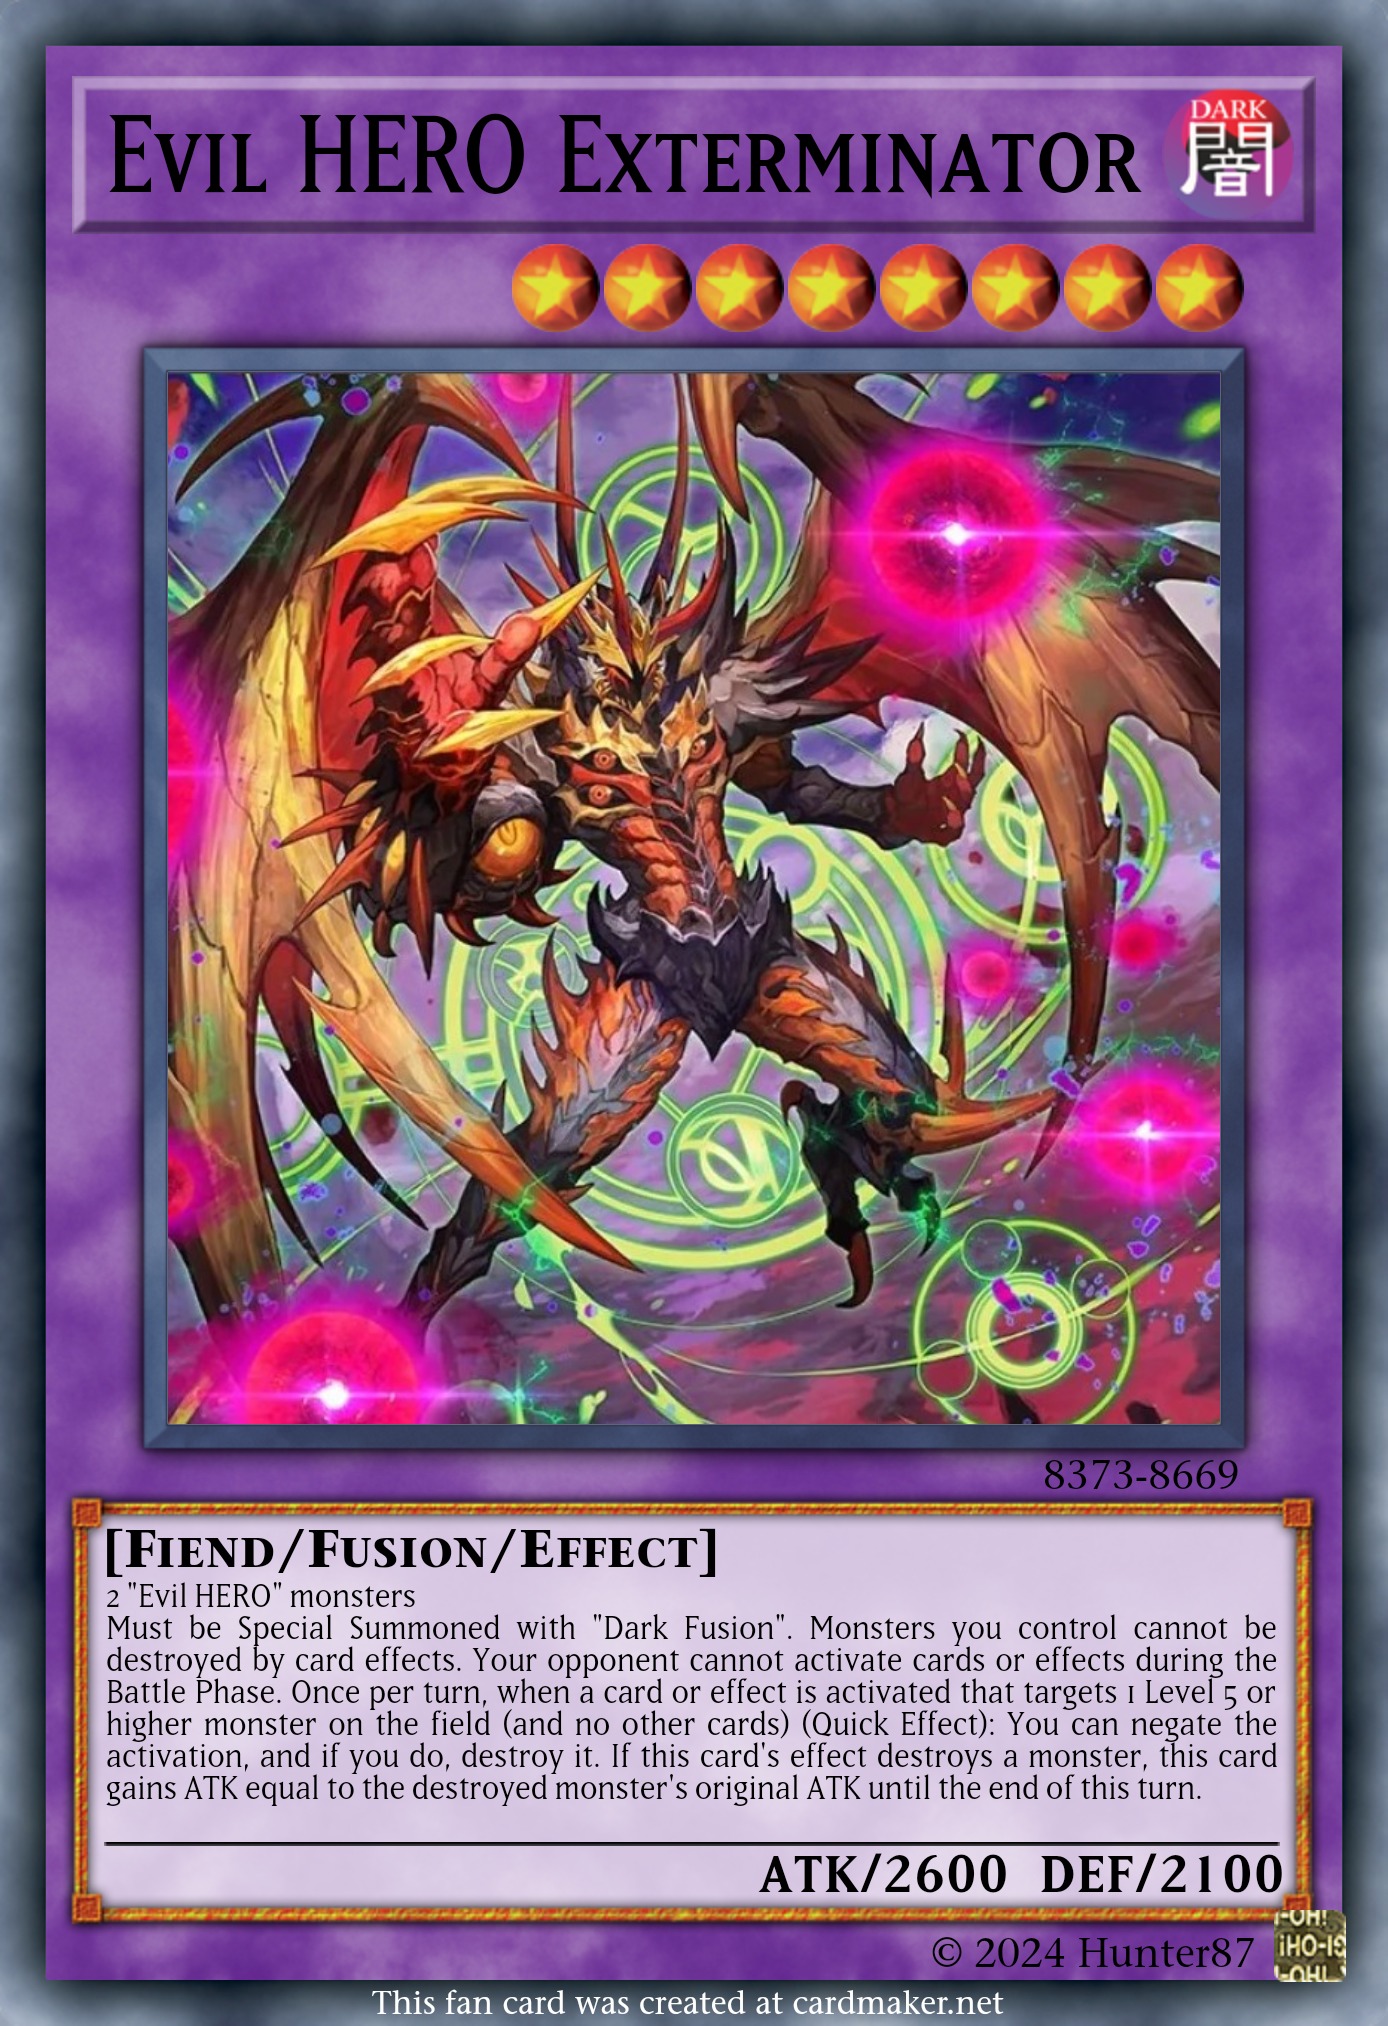 Evil HERO Exterminator
DARK
闇
8373-8669
[Fiend/Fusion/Effect]
2 "Evil HERO" monsters
Must be Special Summoned with "Dark Fusion". Monsters you control cannot be
destroyed by card effects. Your opponent cannot activate cards or effects during the
Battle Phase. Once per turn, when a card or effect is activated that targets 1 Level 5 or
higher monster on the field (and no other cards) (Quick Effect): You can negate the
activation, and if you do, destroy it. If this card's effect destroys a monster, this card
gains ATK equal to the destroyed monster's original ATK until the end of this turn.
ATK/2600 DEF/2100
© 2024 Hunter87
This fan card was created at cardmaker.net